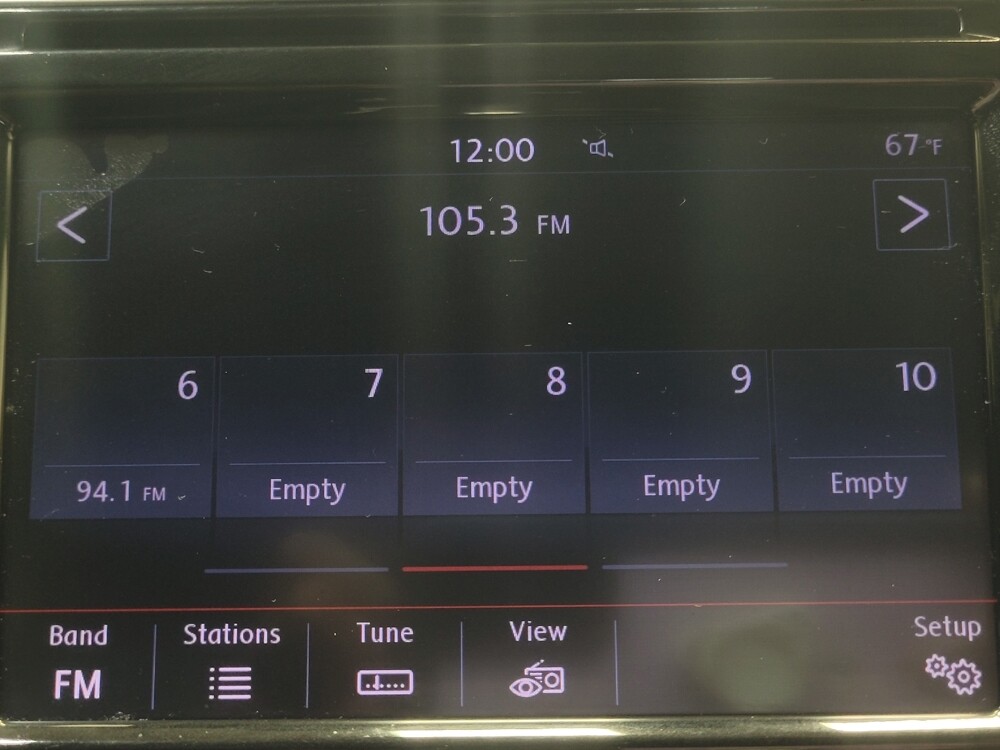 12:00 67°F
< 105.3 FM >
6 7 8 9 10
94.1 FM Empty Empty Empty Empty
Band Stations Tune View Setup
FM